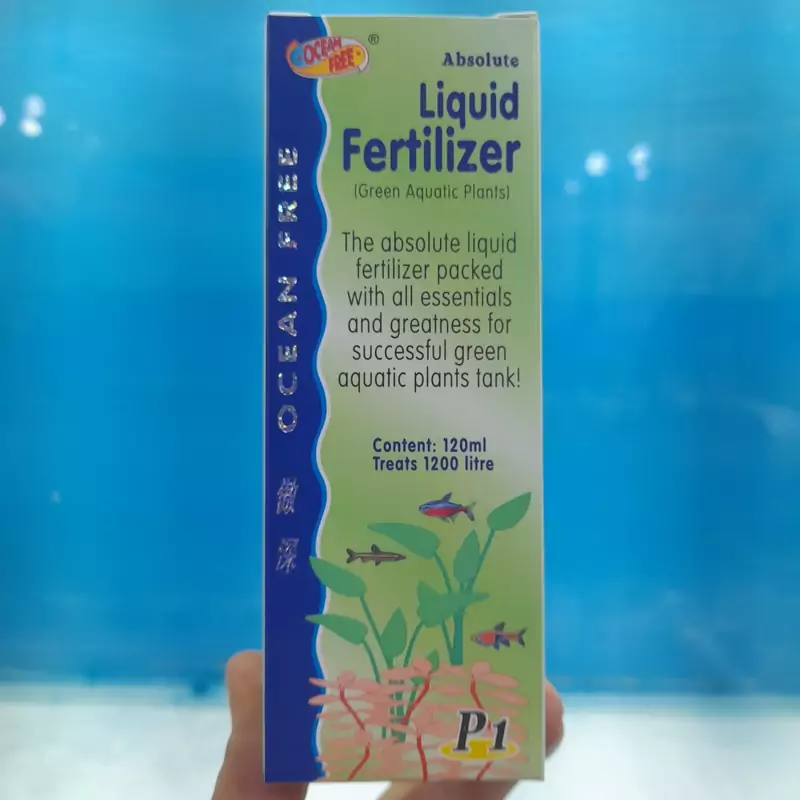 OCEAN
FREE
®
Absolute
Liquid
Fertilizer
(Green Aquatic Plants)
The absolute liquid
fertilizer packed
with all essentials
and greatness for
successful green
aquatic plants tank!
Content: 120ml
Treats 1200 litre
P1
OCEAN FREE